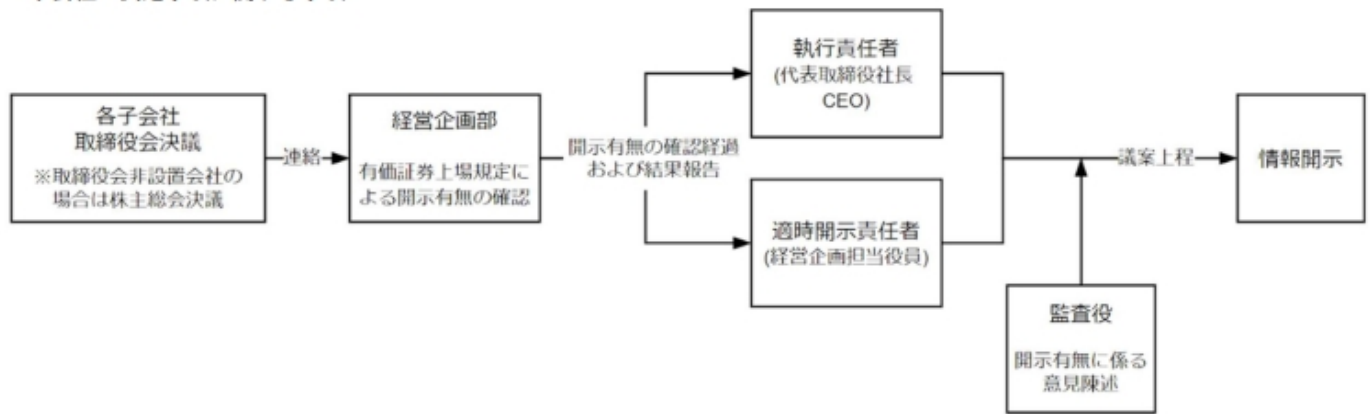 各子会社
取締役会決議
※取締役会非設置会社の
場合は株主総会決議
連絡
経営企画部
有価証券上場規定に
よる開示有無の確認
開示有無の確認経過
および結果報告
執行責任者
(代表取締役社長
CEO)
適時開示責任者
(経営企画担当役員)
監査役
開示有無に係る
意見陳述
議案上程
情報開示